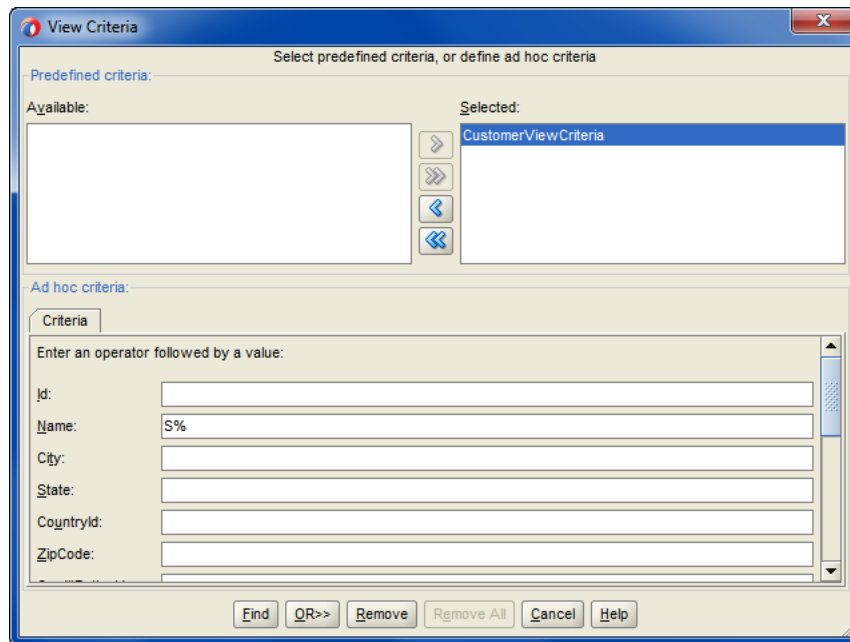 View Criteria
Select predefined criteria, or define ad hoc criteria
Predefined criteria:
Available:
Selected:
CustomerViewCriteria
Ad hoc criteria:
Criteria
Enter an operator followed by a value:
Id:
Name: S%
City:
State:
CountryId:
ZipCode:
Find OR>> Remove Remove All Cancel Help